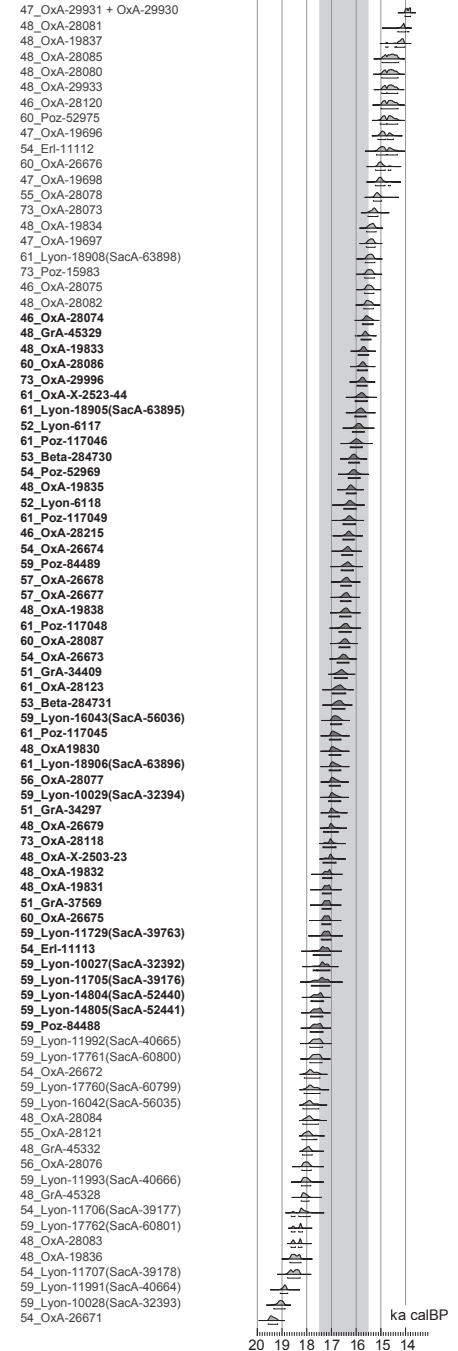 47_OxA-29931 + OxA-29930
48_OxA-28081
48_OxA-19837
48_OxA-28085
48_OxA-28080
48_OxA-29933
46_OxA-28120
60_Poz-52975
47_OxA-19696
54_Erl-11112
60_OxA-26676
47_OxA-19698
55_OxA-28078
73_OxA-28073
48_OxA-19834
47_OxA-19697
61_Lyon-18908(SacA-63898)
73_Poz-15983
46_OxA-28075
48_OxA-28082
46_OxA-28074
48_GrA-45329
48_OxA-19833
60_OxA-28086
73_OxA-29996
61_OxA-X-2523-44
61_Lyon-18905(SacA-63895)
52_Lyon-6117
61_Poz-117046
53_Beta-284730
54_Poz-52969
48_OxA-19835
52_Lyon-6118
61_Poz-117049
46_OxA-28215
54_OxA-26674
59_Poz-84489
57_OxA-26678
57_OxA-26677
48_OxA-19838
61_Poz-117048
60_OxA-28087
54_OxA-26673
51_GrA-34409
61_OxA-28123
53_Beta-284731
59_Lyon-16043(SacA-56036)
61_Poz-117045
48_OxA19830
61_Lyon-18906(SacA-63896)
56_OxA-28077
59_Lyon-10029(SacA-32394)
51_GrA-34297
48_OxA-26679
73_OxA-28118
48_OxA-X-2503-23
48_OxA-19832
48_OxA-19831
51_GrA-37569
60_OxA-26675
59_Lyon-11729(SacA-39763)
54_Erl-11113
59_Lyon-10027(SacA-32392)
59_Lyon-11705(SacA-39176)
59_Lyon-14804(SacA-52440)
59_Lyon-14805(SacA-52441)
59_Poz-84488
59_Lyon-11992(SacA-40665)
59_Lyon-17761(SacA-60800)
54_OxA-26672
59_Lyon-17760(SacA-60799)
59_Lyon-16042(SacA-56035)
48_OxA-28084
55_OxA-28121
48_GrA-45332
56_OxA-28076
59_Lyon-11993(SacA-40666)
48_GrA-45328
54_Lyon-11706(SacA-39177)
59_Lyon-17762(SacA-60801)
48_OxA-28083
48_OxA-19836
54_Lyon-11707(SacA-39178)
59_Lyon-11991(SacA-40664)
59_Lyon-10028(SacA-32393)
54_OxA-26671
ka calBP
20 19 18 17 16 15 14